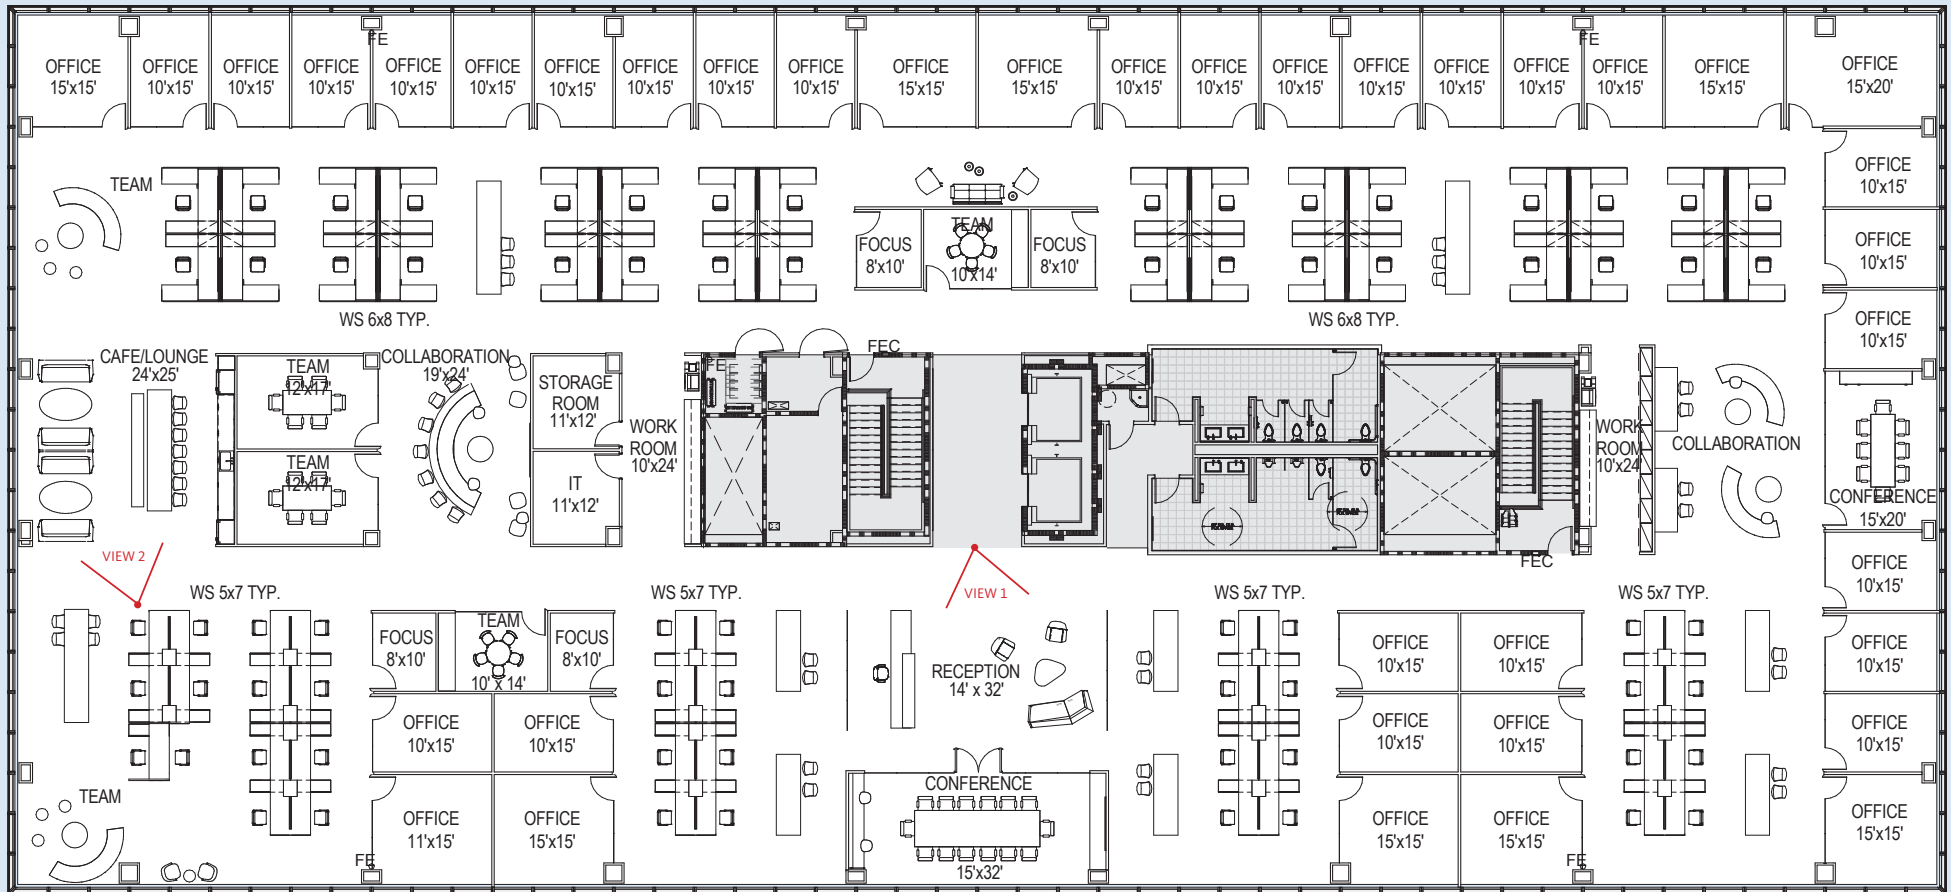 FE
FE
OFFICE
15'x15'
OFFICE
10'x15'
OFFICE
10'x15'
OFFICE
10'x15'
OFFICE
10'x15'
OFFICE
10'x15'
OFFICE
10'x15'
OFFICE
10'x15'
OFFICE
10'x15'
OFFICE
10'x15'
OFFICE
15'x15'
OFFICE
15'x15'
OFFICE
10'x15'
OFFICE
10'x15'
OFFICE
10'x15'
OFFICE
10'x15'
OFFICE
10'x15'
OFFICE
10'x15'
OFFICE
10'x15'
OFFICE
15'x15'
OFFICE
15'x20'
TEAM
FOCUS
8'x10'
TEAM
10'x14'
FOCUS
8'x10'
OFFICE
10'x15'
OFFICE
10'x15'
OFFICE
10'x15'
WS 6x8 TYP.
WS 6x8 TYP.
CAFE/LOUNGE
24'x25'
TEAM
12'x17'
COLLABORATION
19'x24'
STORAGE
ROOM
11'x12'
FE
FEC
WORK
ROOM
10'x24'
TEAM
12'x17'
IT
11'x12'
WORK
ROOM
10'x24'
COLLABORATION
CONFERENCE
15'x20'
FEC
VIEW 2
VIEW 1
WS 5x7 TYP.
WS 5x7 TYP.
WS 5x7 TYP.
WS 5x7 TYP.
OFFICE
10'x15'
FOCUS
8'x10'
TEAM
10' x 14'
FOCUS
8'x10'
RECEPTION
14' x 32'
OFFICE
10'x15'
OFFICE
10'x15'
OFFICE
10'x15'
OFFICE
10'x15'
OFFICE
10'x15'
OFFICE
10'x15'
OFFICE
10'x15'
OFFICE
10'x15'
TEAM
OFFICE
11'x15'
OFFICE
15'x15'
CONFERENCE
15'x32'
OFFICE
15'x15'
OFFICE
15'x15'
OFFICE
15'x15'
FE
FE